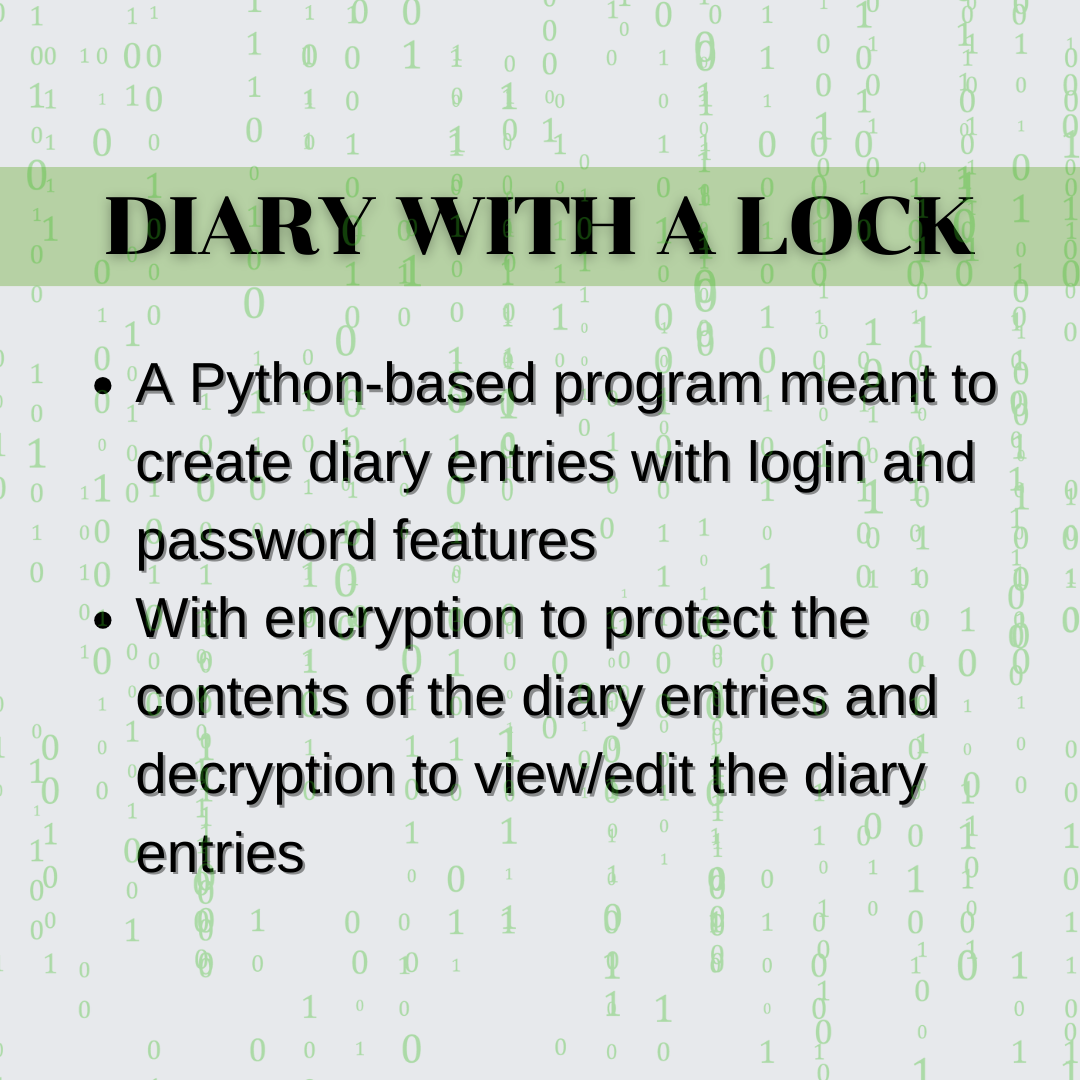 DIARY WITH A LOCK
• A Python-based program meant to
create diary entries with login and
password features
• With encryption to protect the
contents of the diary entries and
decryption to view/edit the diary
entries